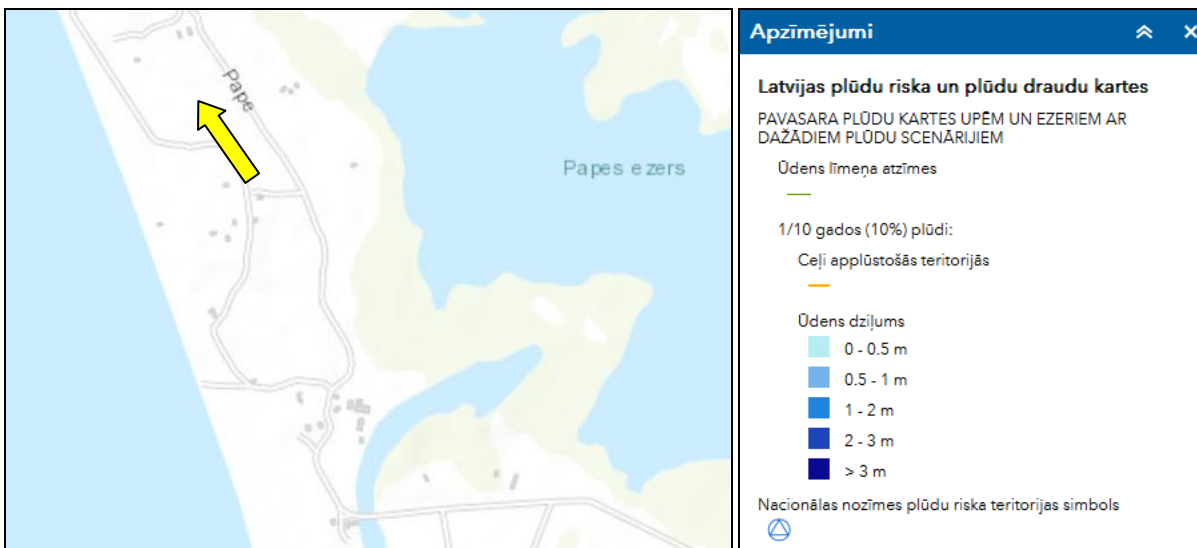 Pape
Papes ezers
Apzīmējumi
Latvijas plūdu riska un plūdu draudu kartes
PAVASARA PLŪDU KARTES UPĒM UN EZERIEM AR
DAŽĀDIEM PLŪDU SCENĀRIJIEM
Ūdens līmeņa atzīmes
1/10 gados (10%) plūdi:
Ceļi applūstošās teritorijās
Ūdens dziļums
0 - 0.5 m
0.5 - 1 m
1 - 2 m
2 - 3 m
> 3 m
Nacionālas nozīmes plūdu riska teritorijas simbols